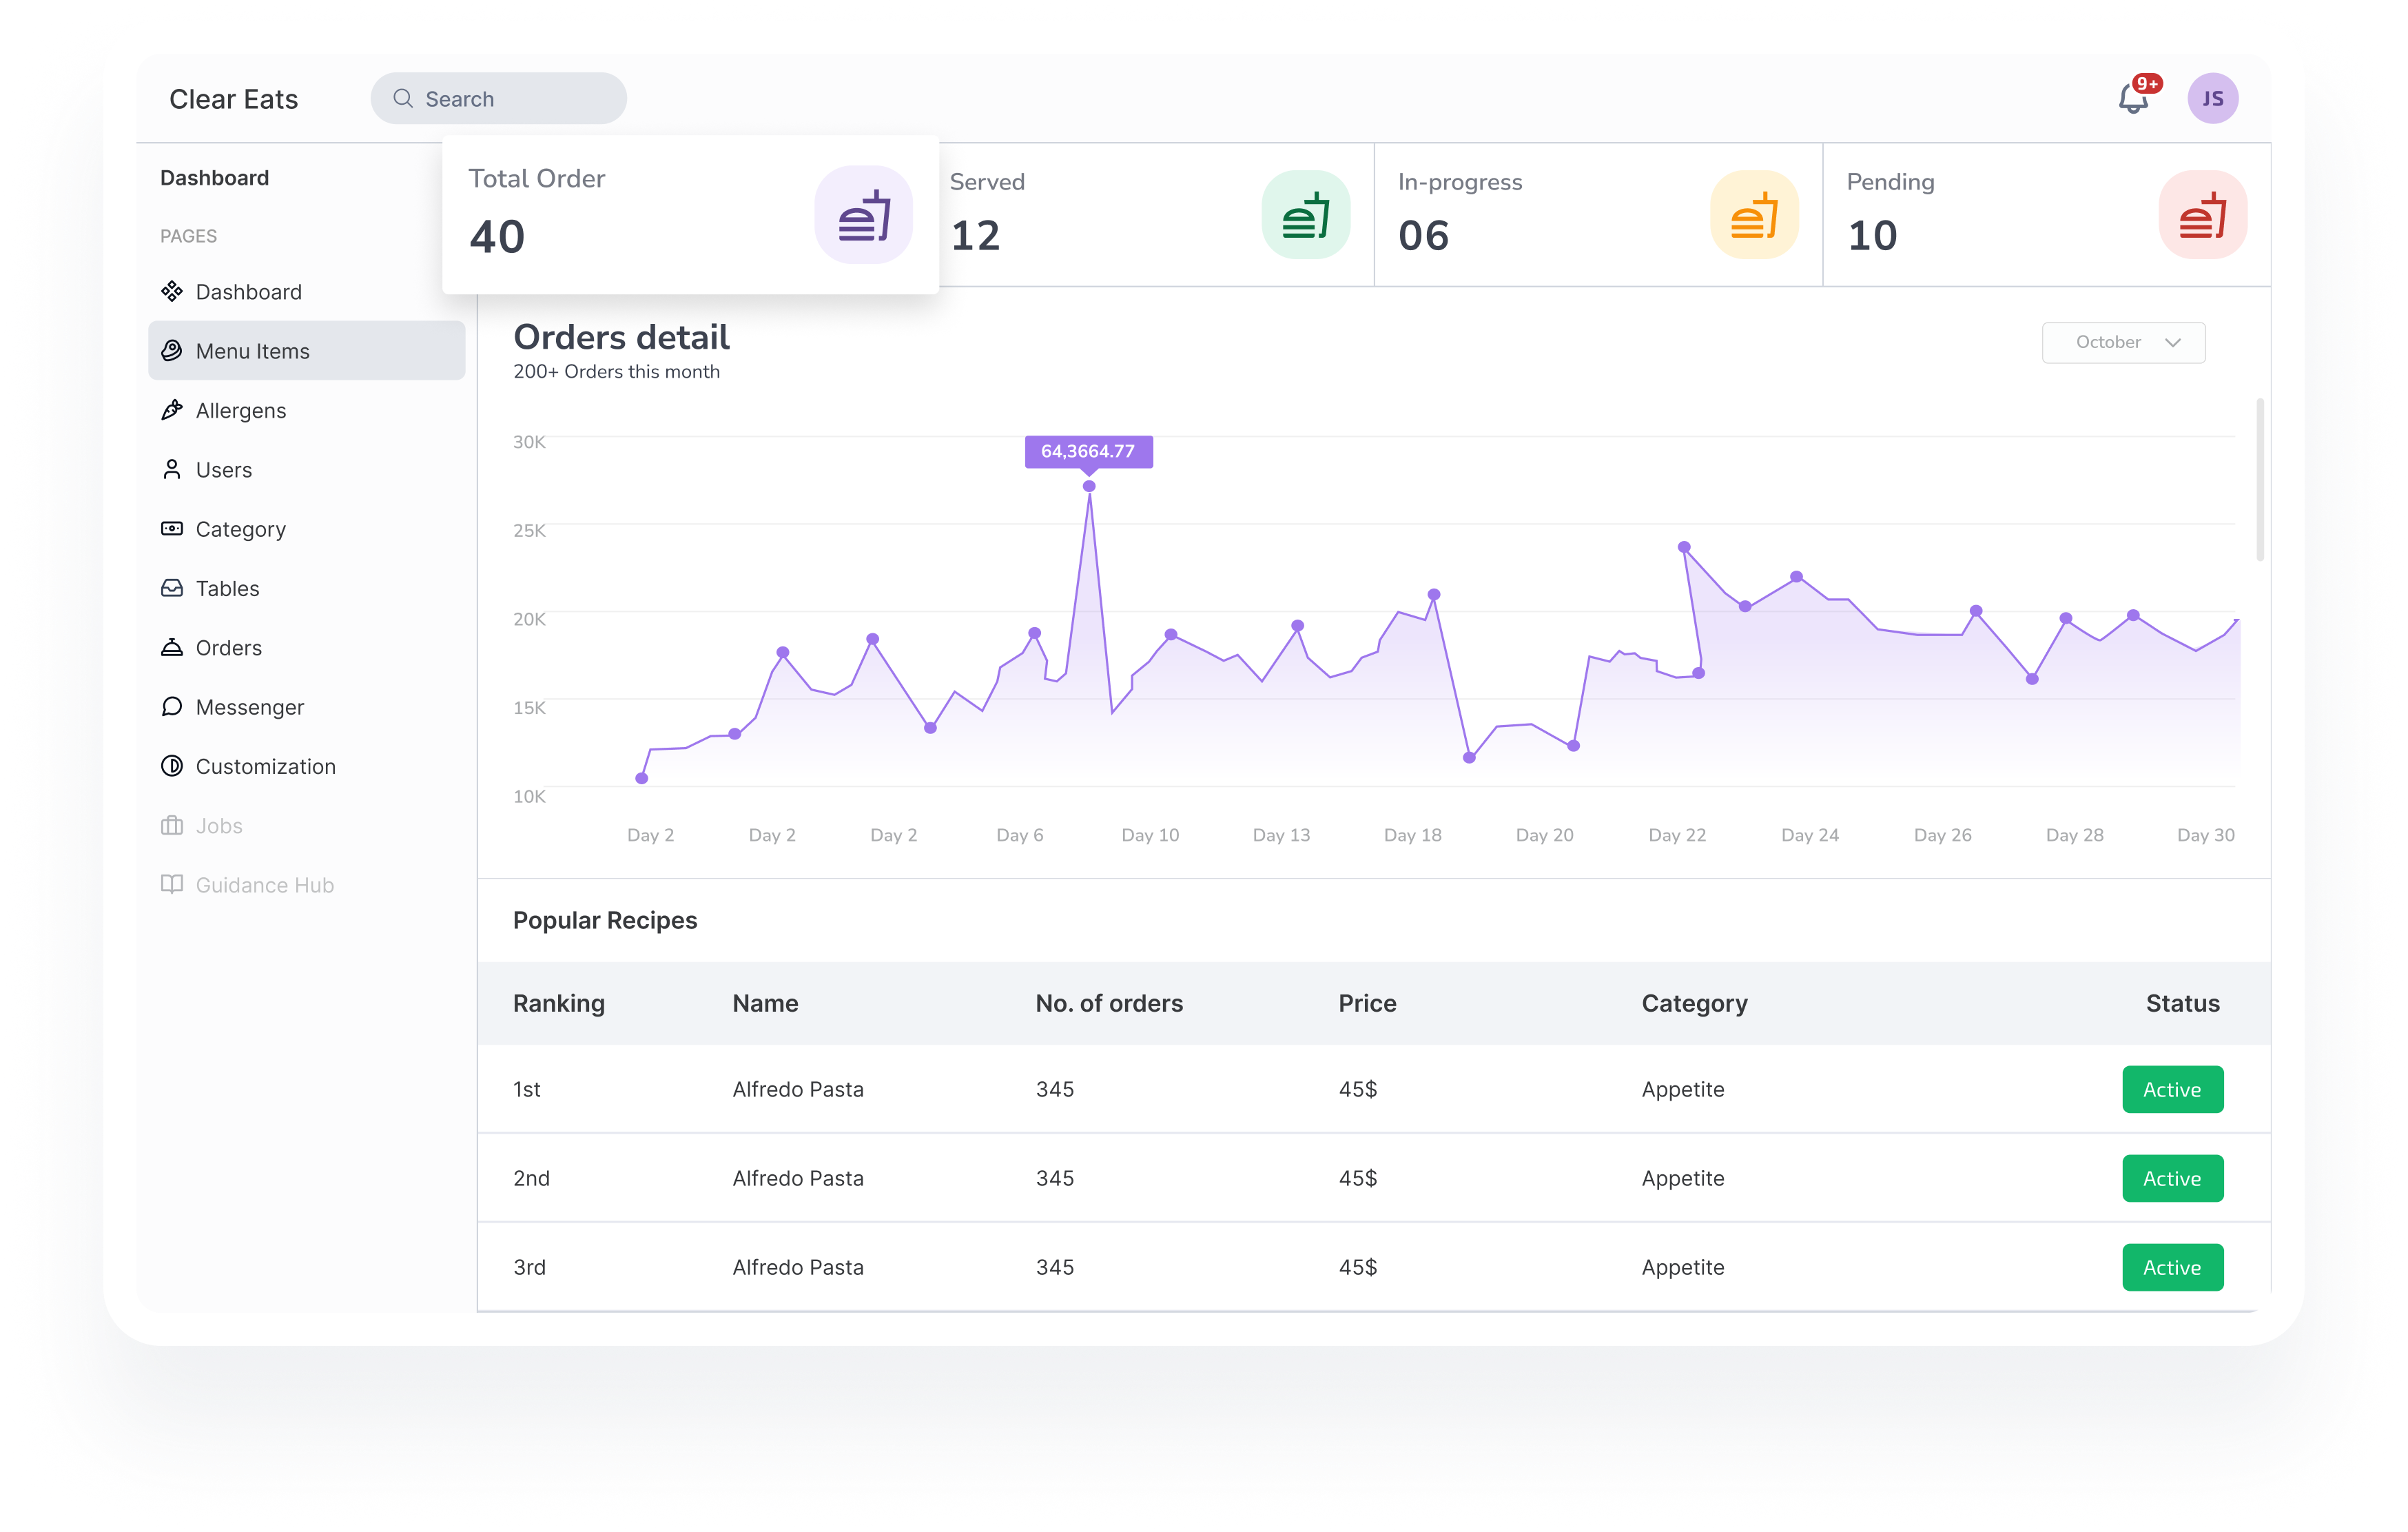 Clear Eats
Search
9+
JS
Dashboard
PAGES
Dashboard
Menu Items
Allergens
Users
Category
Tables
Orders
Messenger
Customization
Jobs
Guidance Hub
Total Order
40
Served
12
In-progress
06
Pending
10
Orders detail
200+ Orders this month
October
30K
25K
20K
15K
10K
64,3664.77
Day 2 Day 2 Day 2 Day 6 Day 10 Day 13 Day 18 Day 20 Day 22 Day 24 Day 26 Day 28 Day 30
Popular Recipes
Ranking Name No. of orders Price Category Status
1st Alfredo Pasta 345 45$ Appetite Active
2nd Alfredo Pasta 345 45$ Appetite Active
3rd Alfredo Pasta 345 45$ Appetite Active